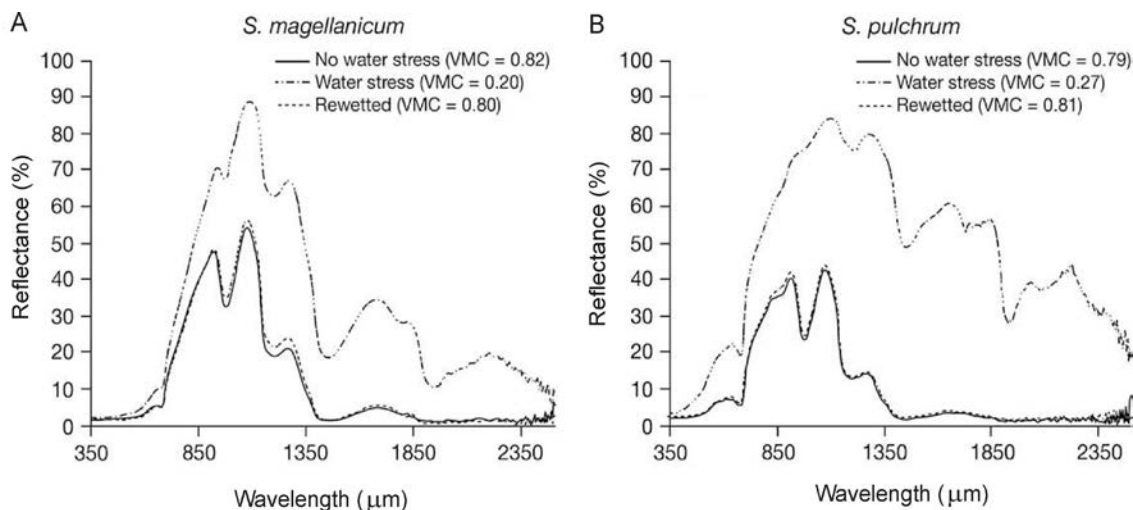 A
S. magellanicum
No water stress (VMC = 0.82)
Water stress (VMC = 0.20)
Rewetted (VMC = 0.80)
Reflectance (%)
100
90
80
70
60
50
40
30
20
10
0
350
850
1350
1850
2350
Wavelength (μm)
B
S. pulchrum
No water stress (VMC = 0.79)
Water stress (VMC = 0.27)
Rewetted (VMC = 0.81)
Reflectance (%)
100
90
80
70
60
50
40
30
20
10
0
350
850
1350
1850
2350
Wavelength (μm)